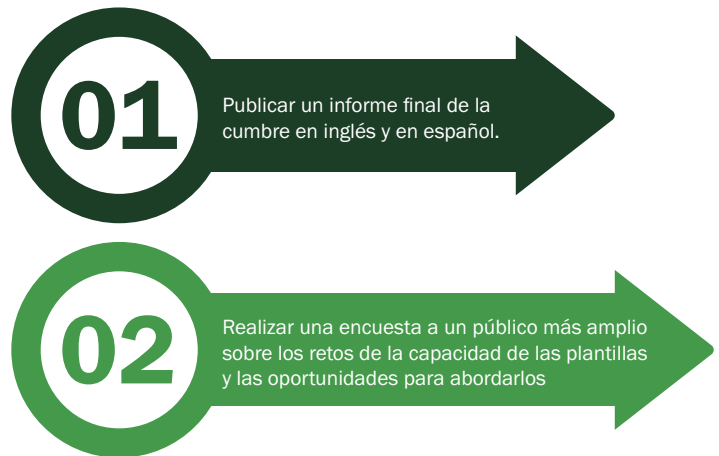 01
Publicar un informe final de la
cumbre en inglés y en español.
02
Realizar una encuesta a un público más amplio
sobre los retos de la capacidad de las plantillas
y las oportunidades para abordarlos